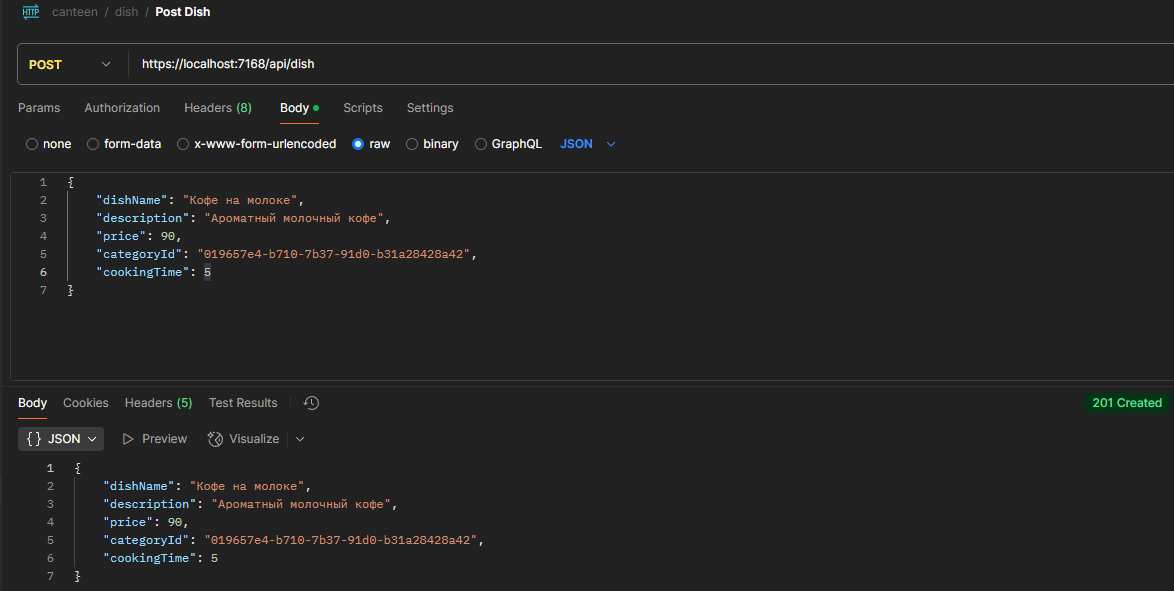 HTTP canteen / dish / Post Dish
POST https://localhost:7168/api/dish
Params Authorization Headers (8) Body Scripts Settings
none form-data x-www-form-urlencoded raw binary GraphQL JSON
1 {
2 "dishName": "Кофе на молоке",
3 "description": "Ароматный молочный кофе",
4 "price": 90,
5 "categoryId": "019657e4-b710-7b37-91d0-b31a28428a42",
6 "cookingTime": 5
7 }
Body Cookies Headers (5) Test Results 201 Created
{} JSON Preview Visualize
1 {
2 "dishName": "Кофе на молоке",
3 "description": "Ароматный молочный кофе",
4 "price": 90,
5 "categoryId": "019657e4-b710-7b37-91d0-b31a28428a42",
6 "cookingTime": 5
7 }